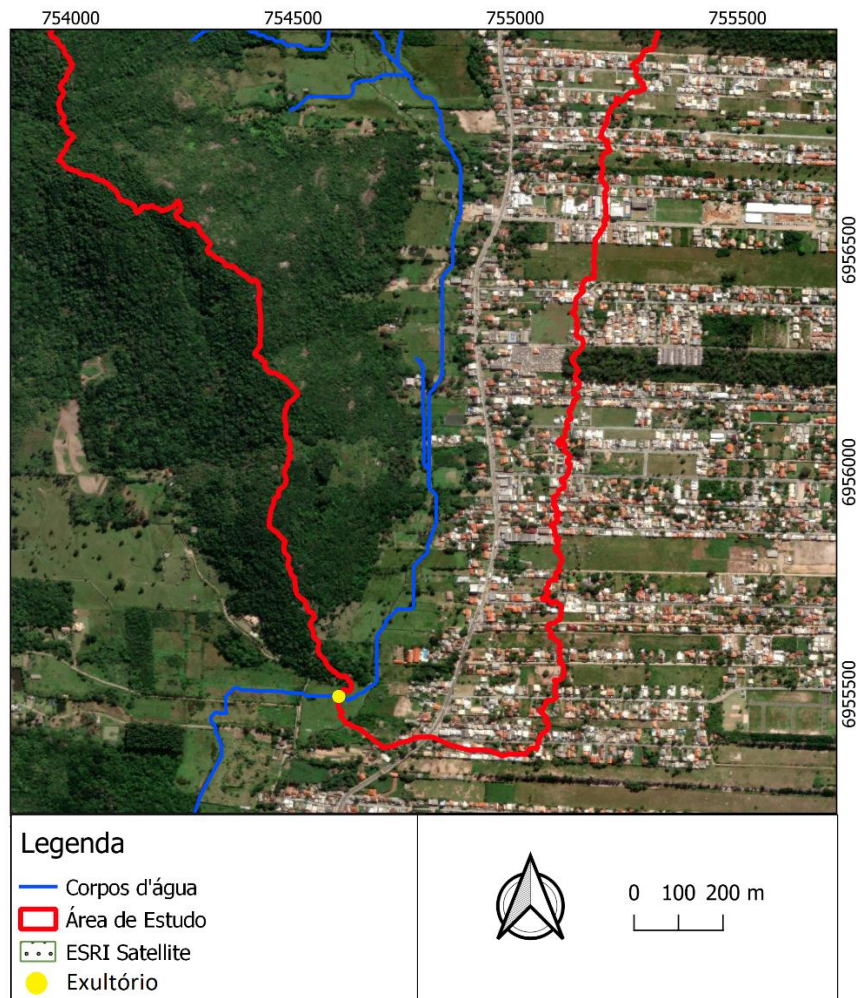 754000 754500 755000 755500
6956500
6956000
6955500
Legenda
Corpos d'água
Área de Estudo
ESRI Satellite
Exultório
0 100 200 m